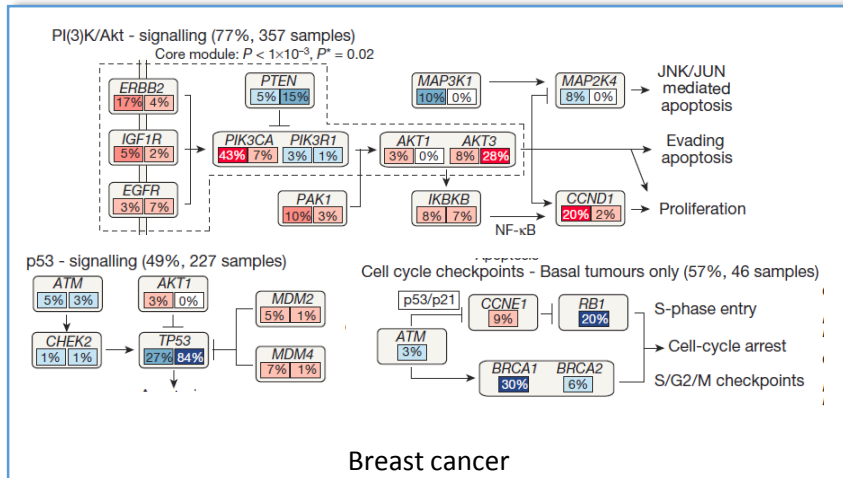 PI(3)K/Akt - signalling (77%, 357 samples)
Core module: P < 1×10⁻³, P* = 0.02
ERBB2
17% 4%
PTEN
5% 15%
MAP3K1
10% 0%
MAP2K4
8% 0%
JNK/JUN
mediated
apoptosis
IGF1R
5% 2%
PIK3CA PIK3R1
43% 7% 3% 1%
AKT1 AKT3
3% 0% 8% 28%
Evading
apoptosis
EGFR
3% 7%
PAK1
10% 3%
IKBKB
8% 7%
NF-κB
CCND1
20% 2%
Proliferation
p53 - signalling (49%, 227 samples)
ATM
5% 3%
AKT1
3% 0%
MDM2
5% 1%
CHEK2
1% 1%
TP53
27% 84%
MDM4
7% 1%
Cell cycle checkpoints - Basal tumours only (57%, 46 samples)
p53/p21
CCNE1
9%
RB1
20%
S-phase entry
ATM
3%
Cell-cycle arrest
BRCA1 BRCA2
30% 6%
S/G2/M checkpoints
Breast cancer